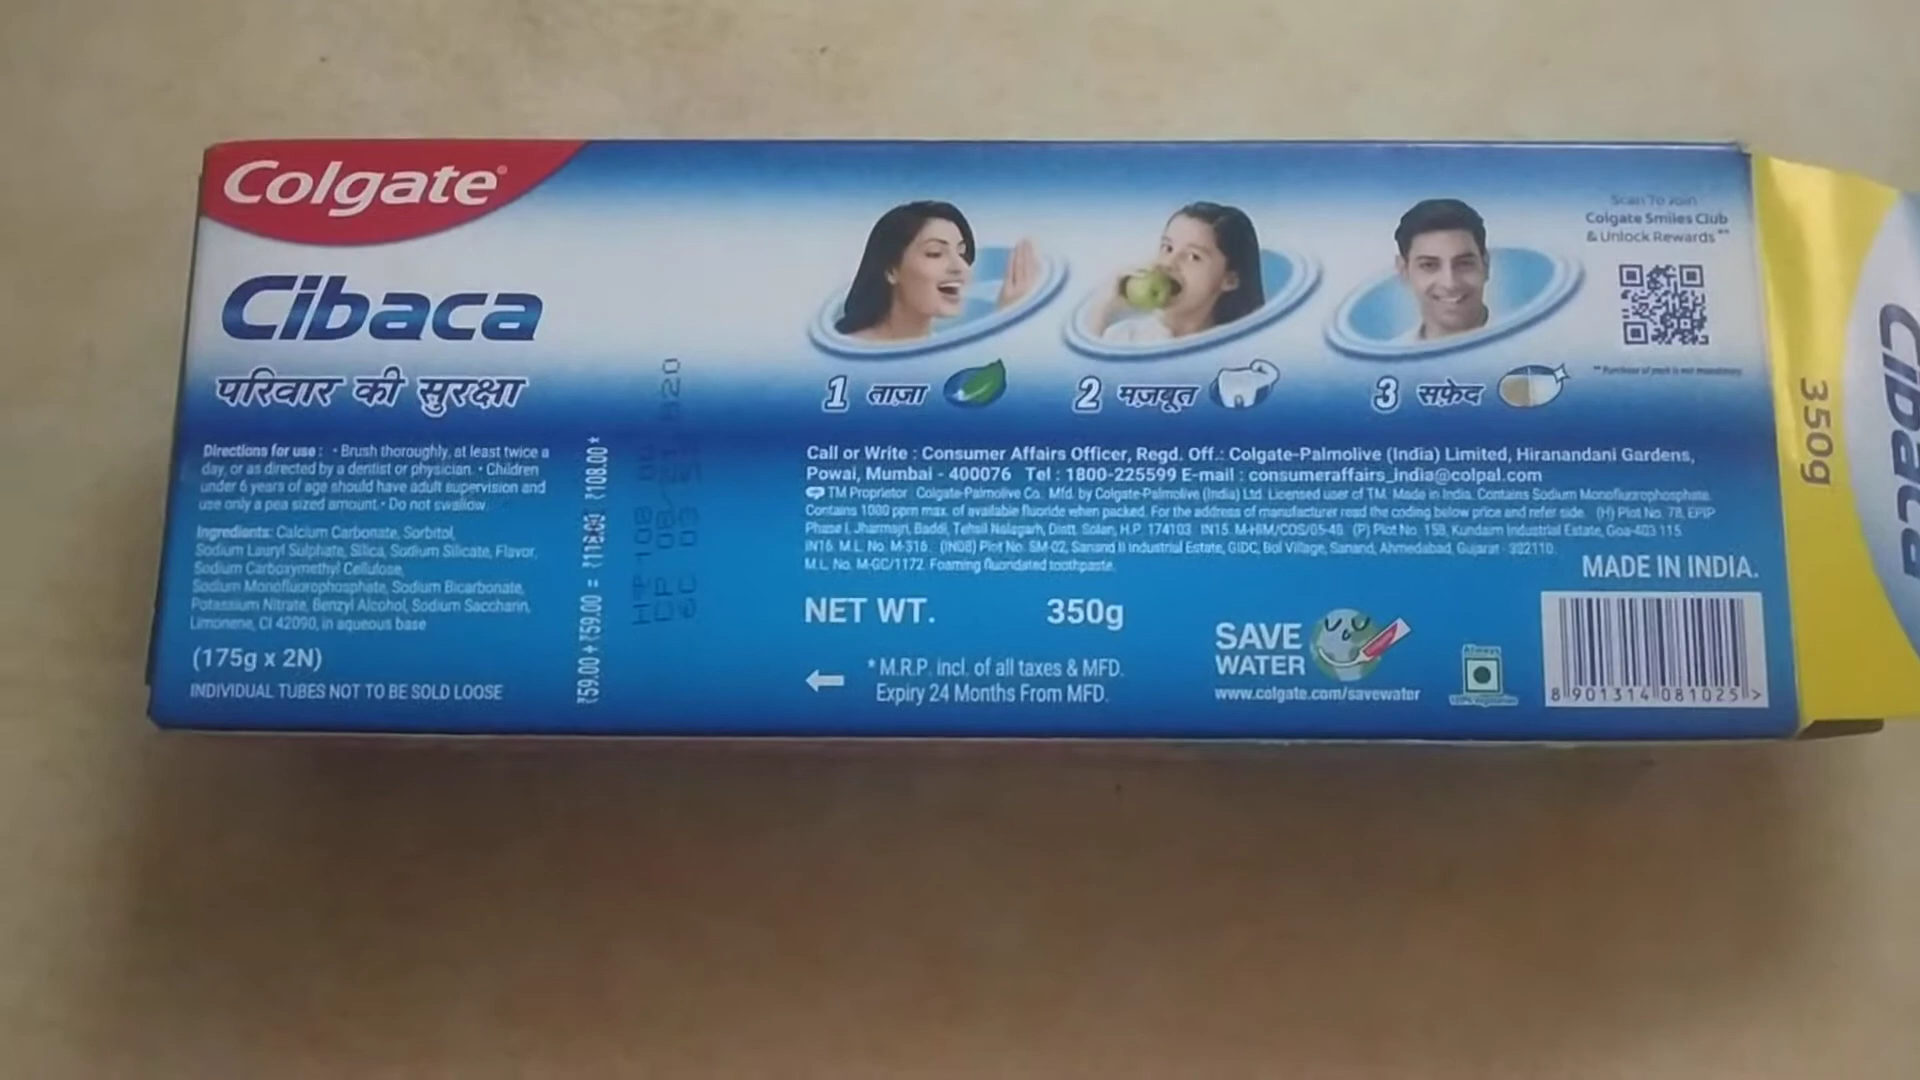 Colgate
Cibaca
परिवार की सुरक्षा
Directions for use : • Brush thoroughly, at least twice a
day, or as directed by a dentist or physician. • Children
under 6 years of age should have adult supervision and
use only a pea sized amount. • Do not swallow.
Ingredients: Calcium Carbonate, Sorbitol,
Sodium Lauryl Sulphate, Silica, Sodium Silicate, Flavor,
Sodium Carboxymethyl Cellulose,
Sodium Monofluorophosphate, Sodium Bicarbonate,
Potassium Nitrate, Benzyl Alcohol, Sodium Saccharin,
Limonene, CI 42090, in aqueous base
(175g x 2N)
INDIVIDUAL TUBES NOT TO BE SOLD LOOSE
₹59.00 + ₹59.00 = ₹118.00 ₹108.00 *
1 ताज़ा
2 मज़बूत
3 सफ़ेद
Scan To Join
Colgate Smiles Club
& Unlock Rewards**
** Purchase of pack is not mandatory
Call or Write : Consumer Affairs Officer, Regd. Off.: Colgate-Palmolive (India) Limited, Hiranandani Gardens,
Powai, Mumbai - 400076 Tel : 1800-225599 E-mail : consumeraffairs_india@colpal.com
TM Proprietor Colgate-Palmolive Co. Mfd. by Colgate-Palmolive (India) Ltd. Licensed user of TM. Made in India. Contains Sodium Monofluorophosphate.
Contains 1000 ppm max. of available fluoride when packed. For the address of manufacturer read the coding below price and refer side. (H) Plot No. 78, EPIP
Phase I, Jharmajri, Baddi, Tehsil Nalagarh, Distt. Solan, H.P. 174103 IN15 M-HIM/COS/05-48 (P) Plot No. 158, Kundaim Industrial Estate, Goa-403 115
IN16 M.L. No. M-316. (IN08) Plot No. SM-02, Sanand II Industrial Estate, GIDC, Bol Village, Sanand, Ahmedabad, Gujarat
M.L. No. M-GC/1172. Foaming fluoridated toothpaste.
MADE IN INDIA.
NET WT. 350g
* M.R.P. incl. of all taxes & MFD.
Expiry 24 Months From MFD.
SAVE
WATER
www.colgate.com/savewater
Always
100% Vegetarian
8 901314 081025 >
350g
Cibaca